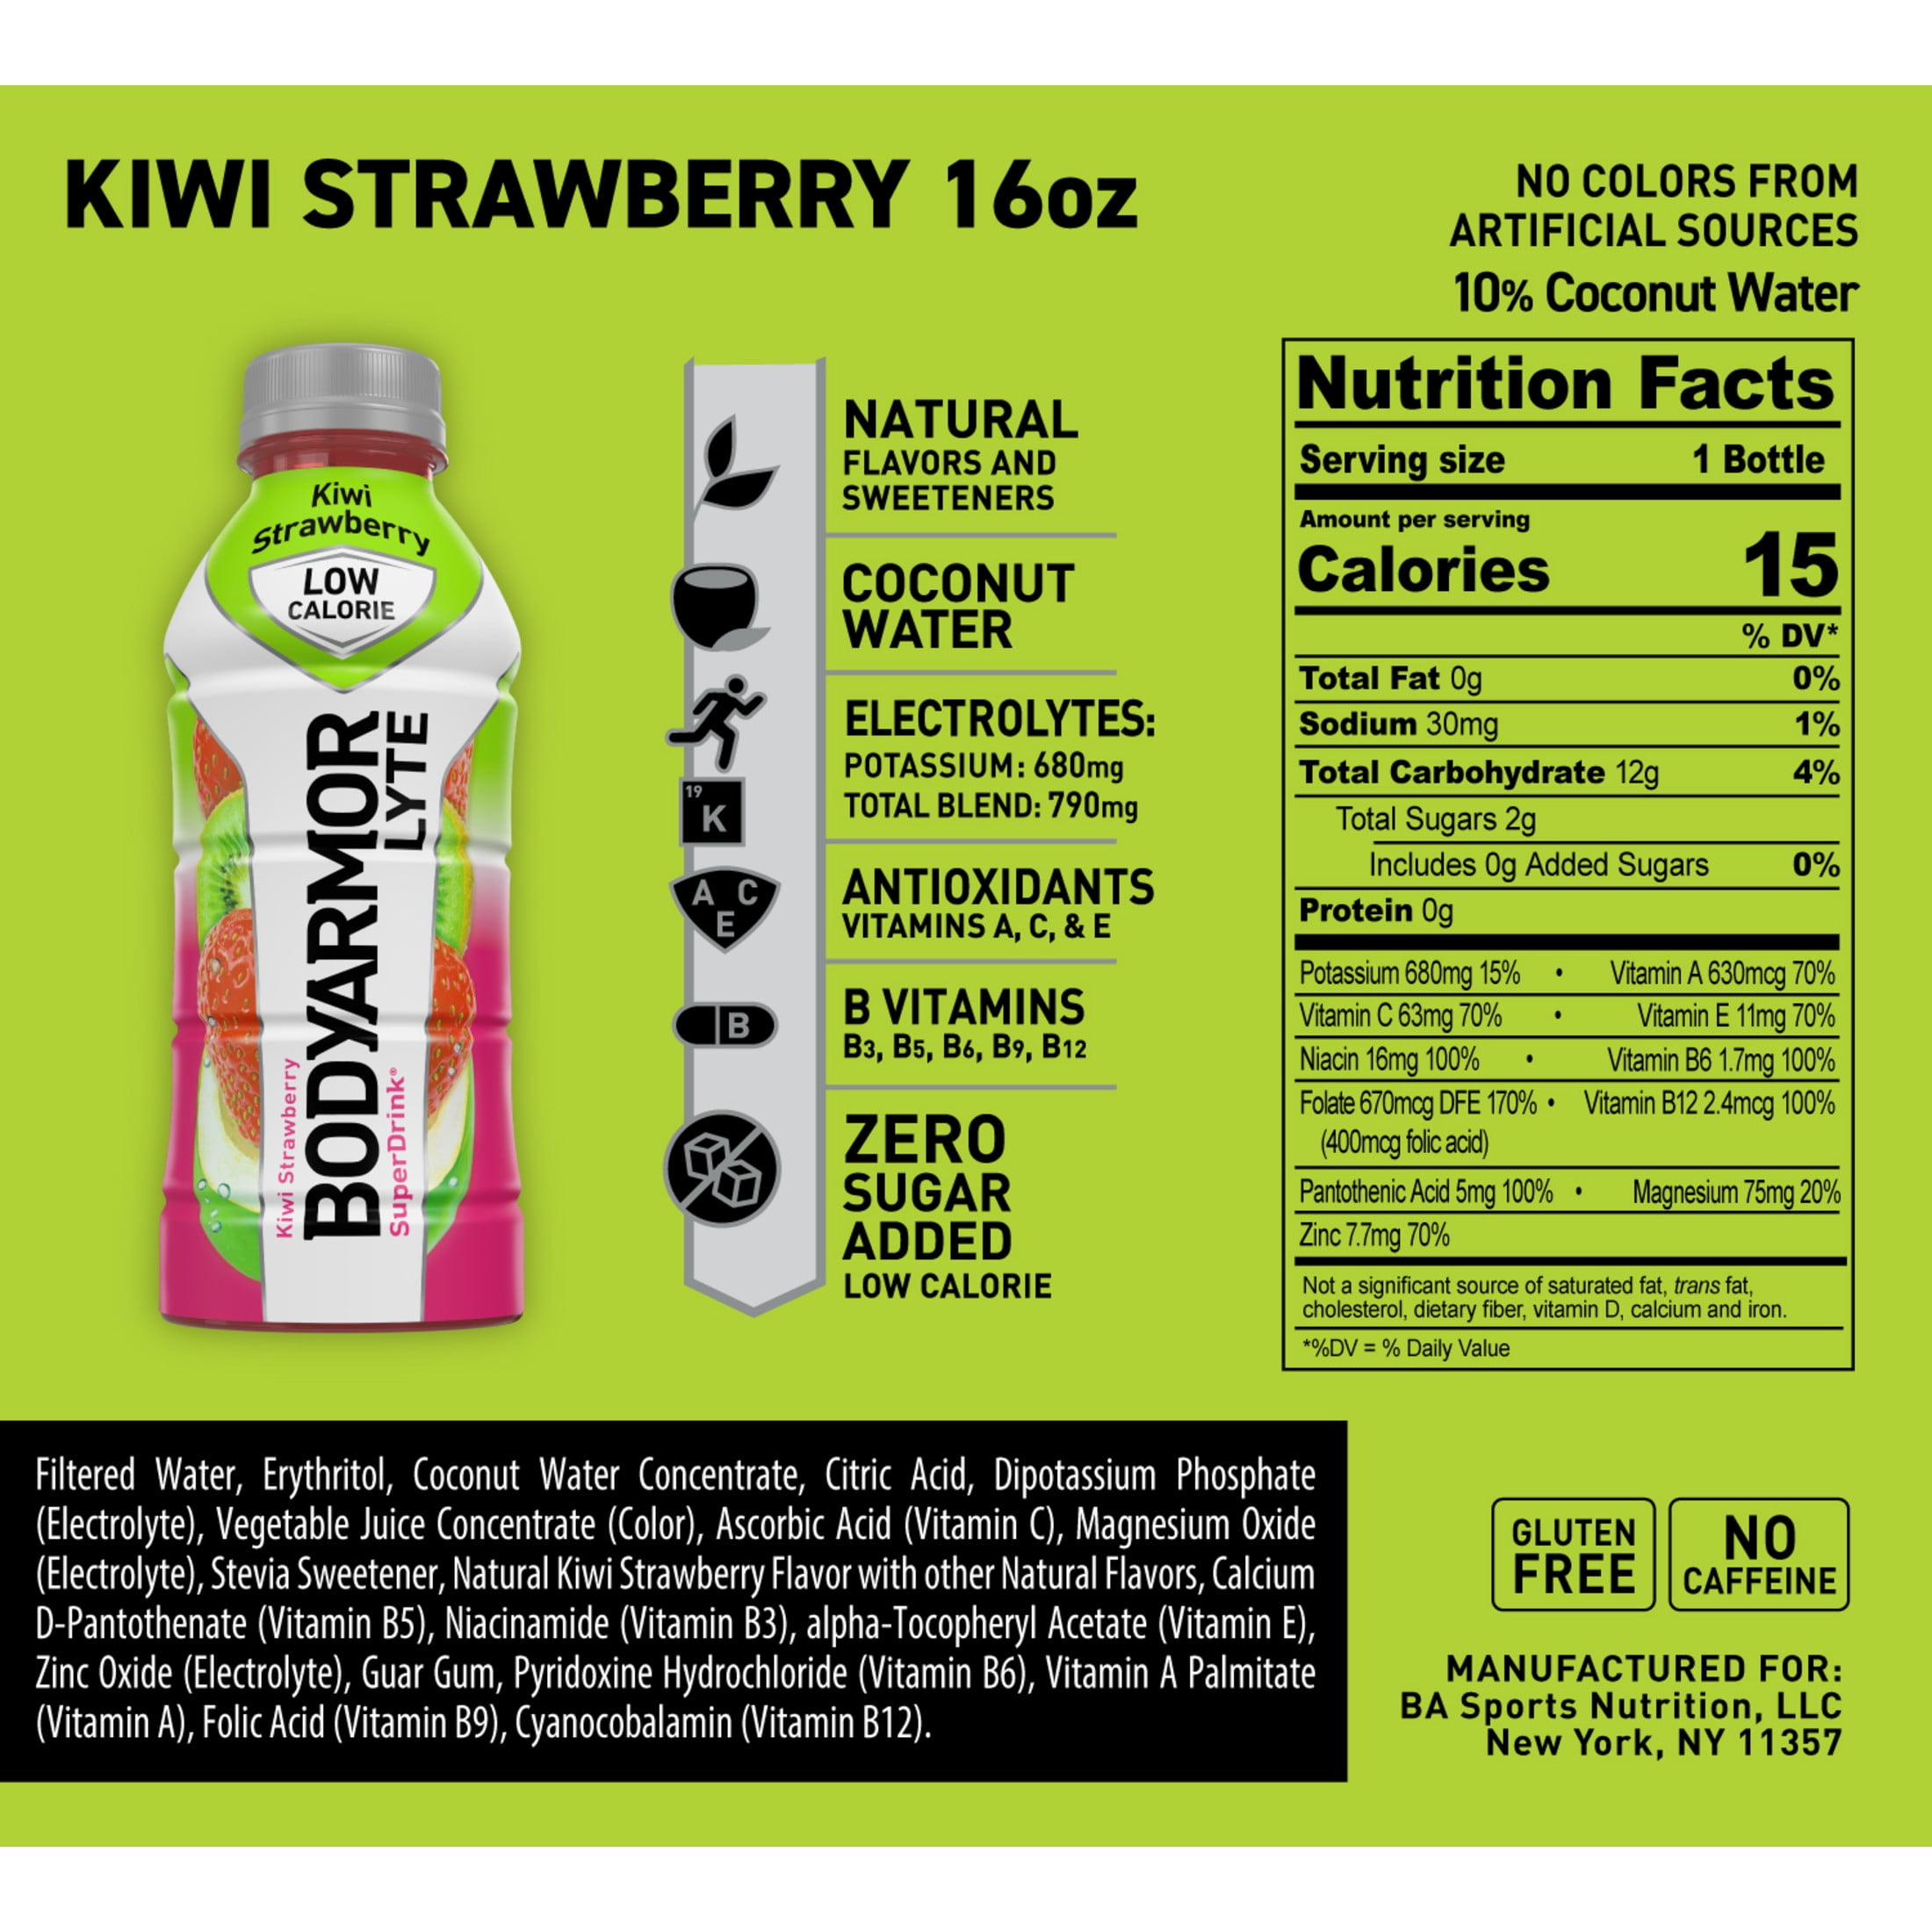 KIWI STRAWBERRY 16oz
NO COLORS FROM
ARTIFICIAL SOURCES
10% Coconut Water
Kiwi
Strawberry
LOW
CALORIE
BODYARMOR
LYTE
Kiwi Strawberry
SuperDrink®
NATURAL
FLAVORS AND
SWEETENERS
COCONUT
WATER
ELECTROLYTES:
POTASSIUM: 680mg
TOTAL BLEND: 790mg
19
K
A C
E
ANTIOXIDANTS
VITAMINS A, C, & E
B
B VITAMINS
B3, B5, B6, B9, B12
ZERO
SUGAR
ADDED
LOW CALORIE
Nutrition Facts
Serving size 1 Bottle
Amount per serving
Calories 15
% DV*
Total Fat 0g 0%
Sodium 30mg 1%
Total Carbohydrate 12g 4%
Total Sugars 2g
Includes 0g Added Sugars 0%
Protein 0g
Potassium 680mg 15% • Vitamin A 630mcg 70%
Vitamin C 63mg 70% • Vitamin E 11mg 70%
Niacin 16mg 100% • Vitamin B6 1.7mg 100%
Folate 670mcg DFE 170% • Vitamin B12 2.4mcg 100%
(400mcg folic acid)
Pantothenic Acid 5mg 100% • Magnesium 75mg 20%
Zinc 7.7mg 70%
Not a significant source of saturated fat, trans fat,
cholesterol, dietary fiber, vitamin D, calcium and iron.
*%DV = % Daily Value
Filtered Water, Erythritol, Coconut Water Concentrate, Citric Acid, Dipotassium Phosphate
(Electrolyte), Vegetable Juice Concentrate (Color), Ascorbic Acid (Vitamin C), Magnesium Oxide
(Electrolyte), Stevia Sweetener, Natural Kiwi Strawberry Flavor with other Natural Flavors, Calcium
D-Pantothenate (Vitamin B5), Niacinamide (Vitamin B3), alpha-Tocopheryl Acetate (Vitamin E),
Zinc Oxide (Electrolyte), Guar Gum, Pyridoxine Hydrochloride (Vitamin B6), Vitamin A Palmitate
(Vitamin A), Folic Acid (Vitamin B9), Cyanocobalamin (Vitamin B12).
GLUTEN
FREE
NO
CAFFEINE
MANUFACTURED FOR:
BA Sports Nutrition, LLC
New York, NY 11357